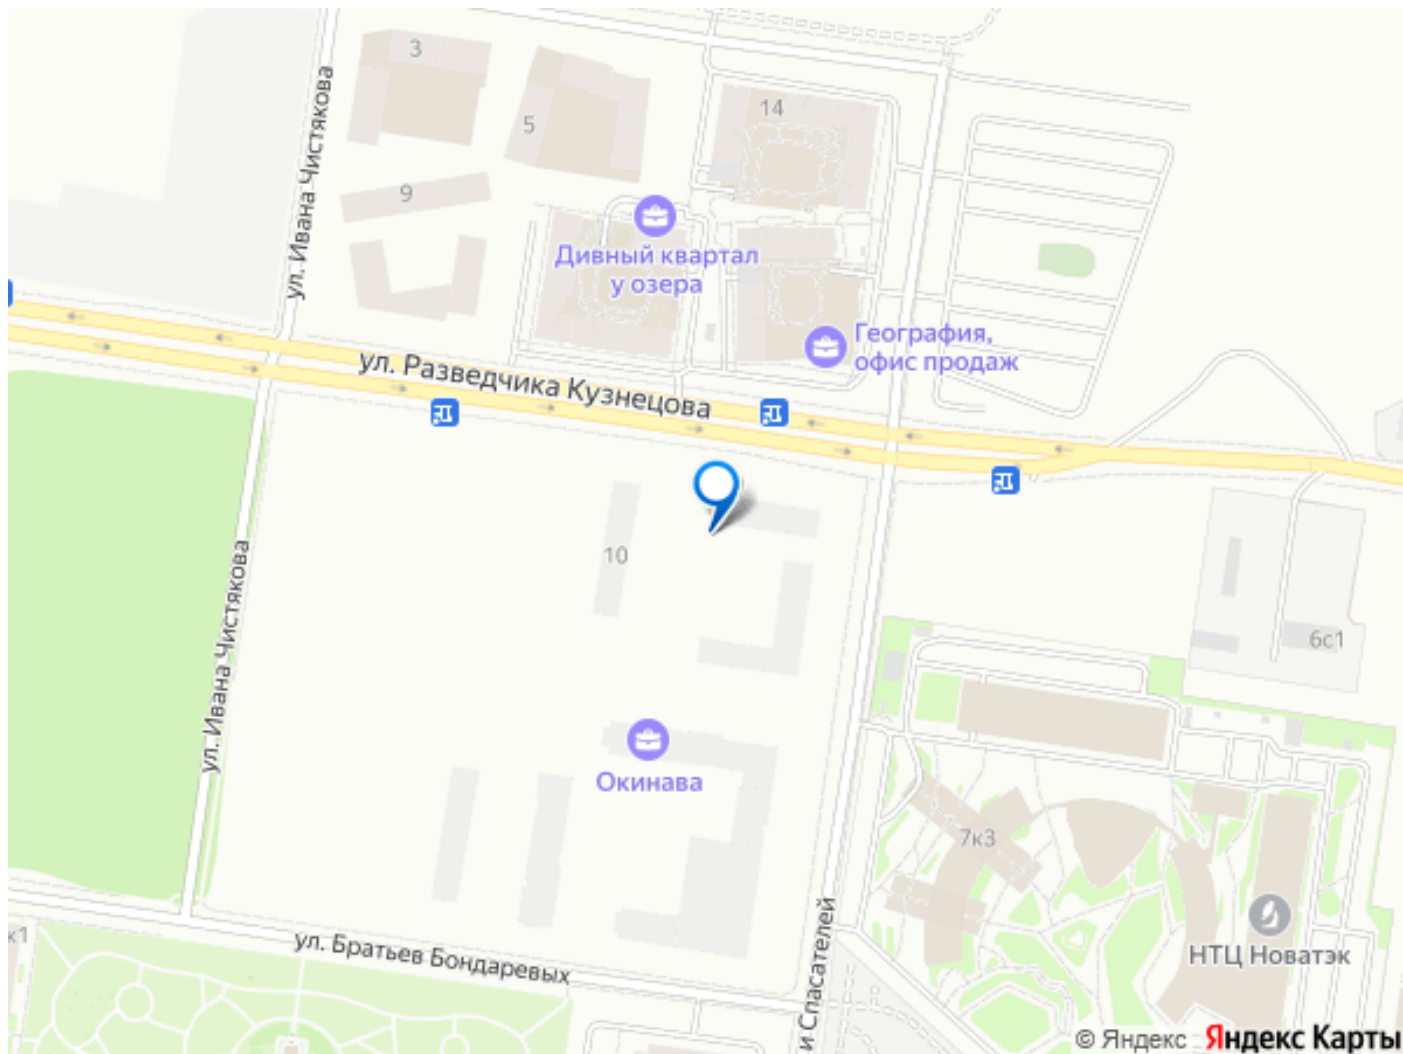 3
5
14
9
ул. Ивана Чистякова
Дивный квартал
у озера
География,
офис продаж
ул. Разведчика Кузнецова
10
ул. Ивана Чистякова
6с1
Окинава
7к3
НТЦ Новатэк
к1
ул. Братьев Бондаревых
и Спасателей
© Яндекс Яндекс Карты